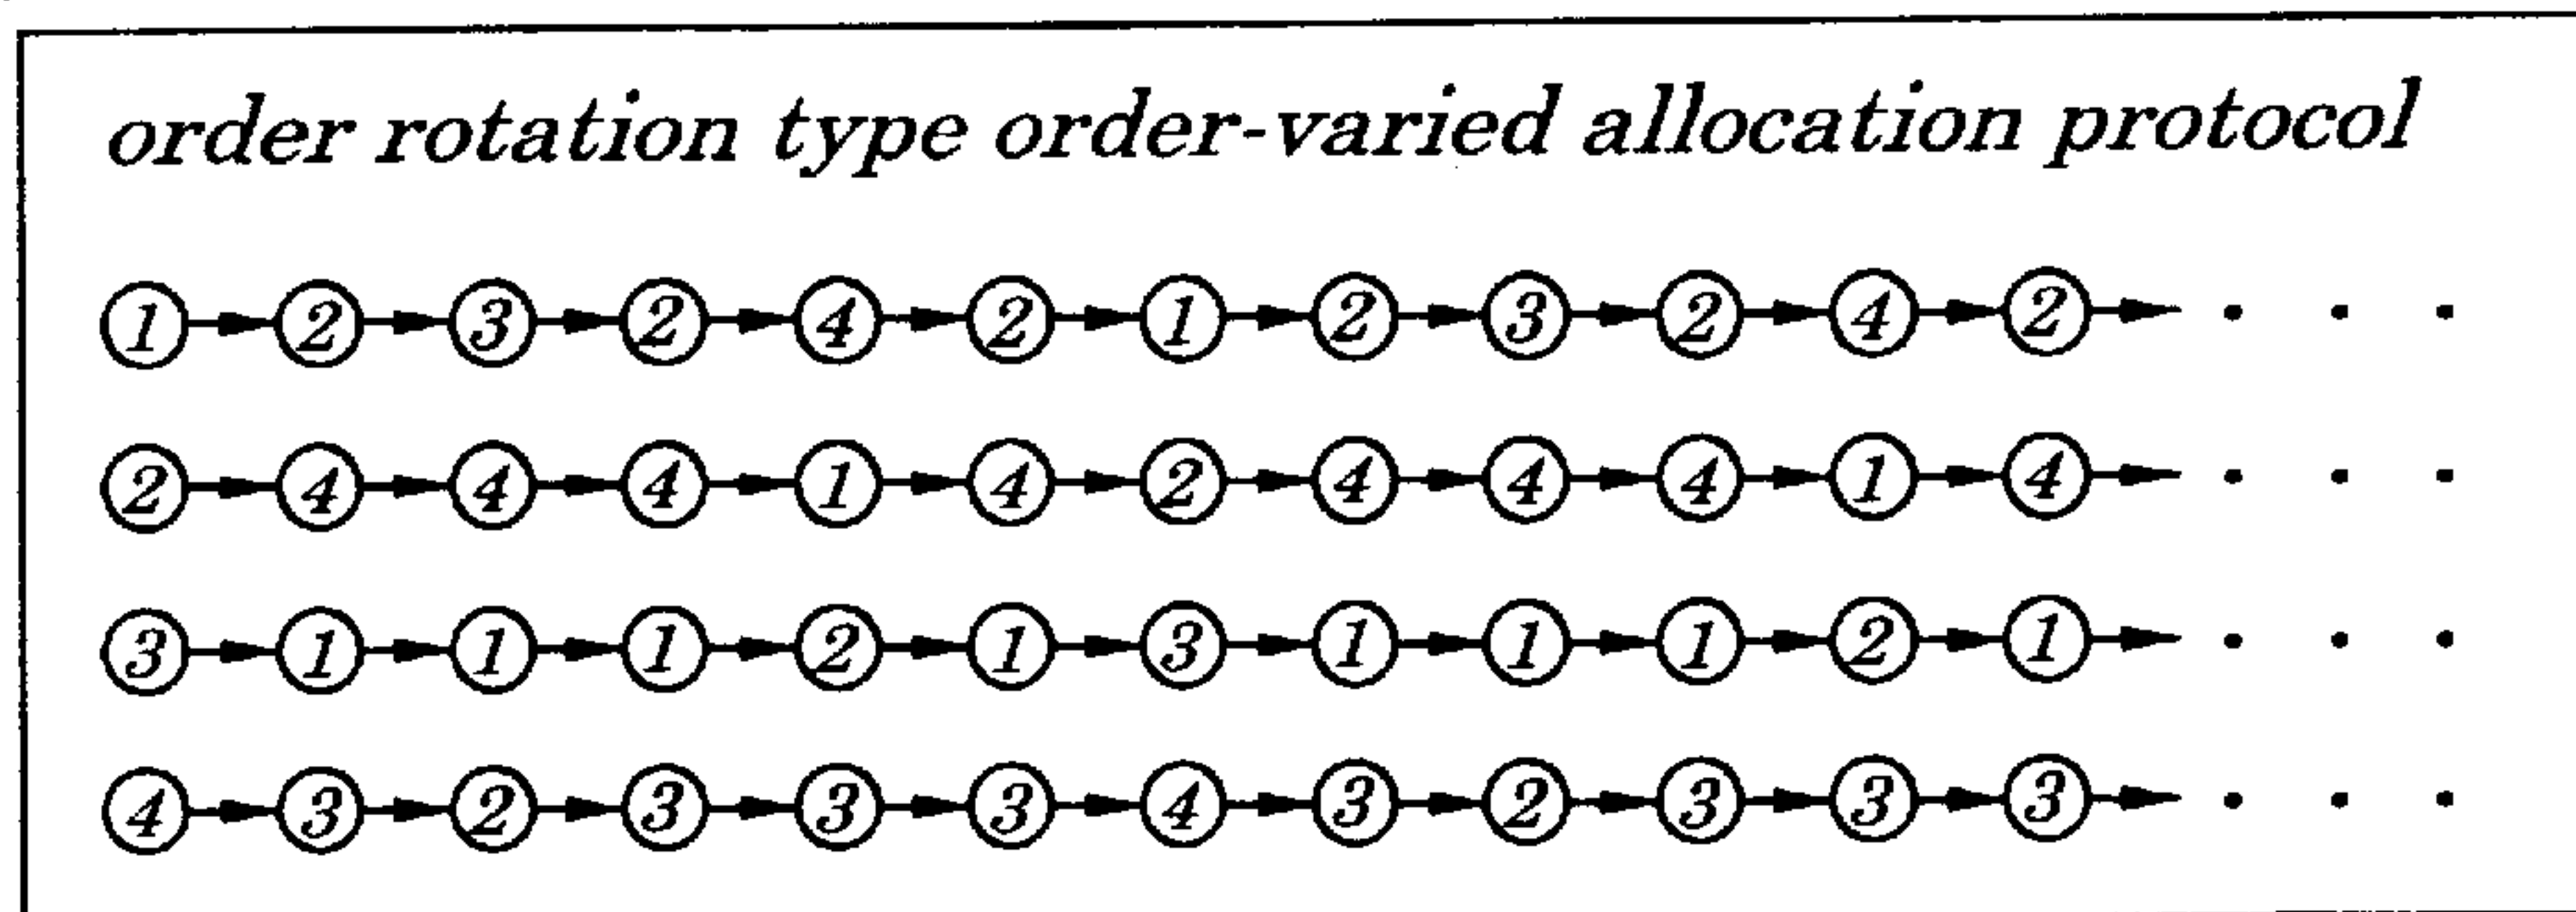 order rotation type order-varied allocation protocol
1 2 3 2 4 2 1 2 3 2 4 2 . . .
2 4 4 4 1 4 2 4 4 4 1 4 . . .
3 1 1 1 2 1 3 1 1 1 2 1 . . .
4 3 2 3 3 3 4 3 2 3 3 3 . . .